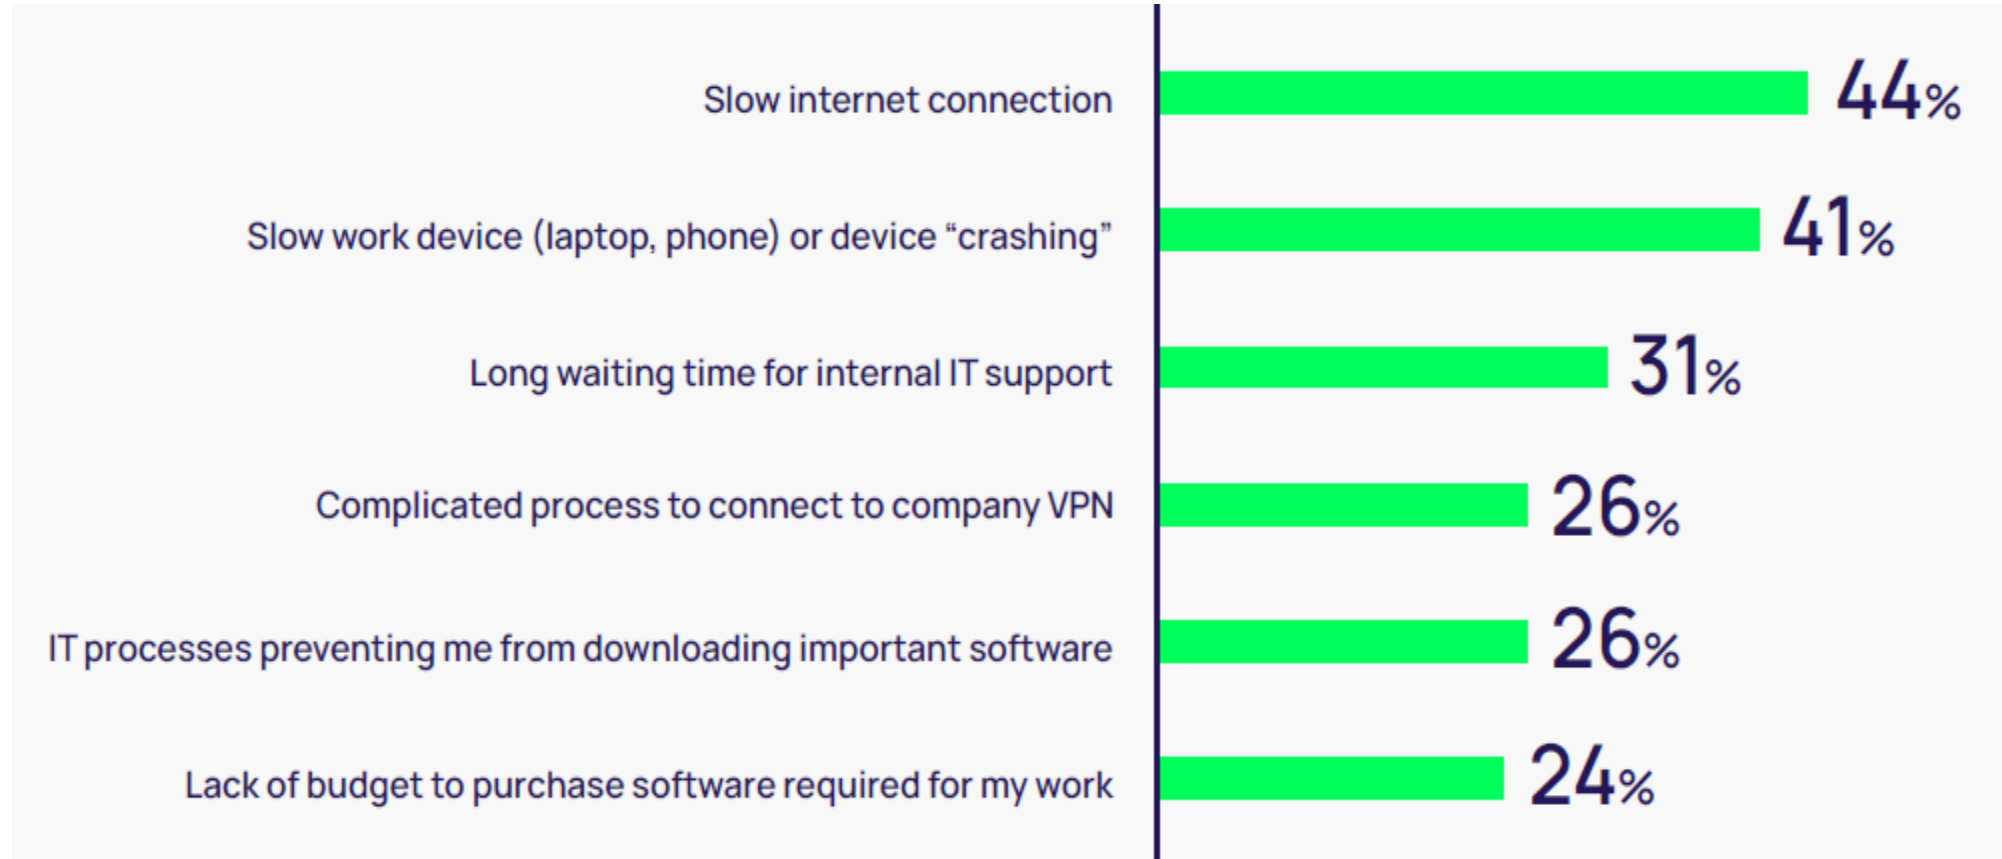 Slow internet connection 44%
Slow work device (laptop, phone) or device “crashing” 41%
Long waiting time for internal IT support 31%
Complicated process to connect to company VPN 26%
IT processes preventing me from downloading important software 26%
Lack of budget to purchase software required for my work 24%